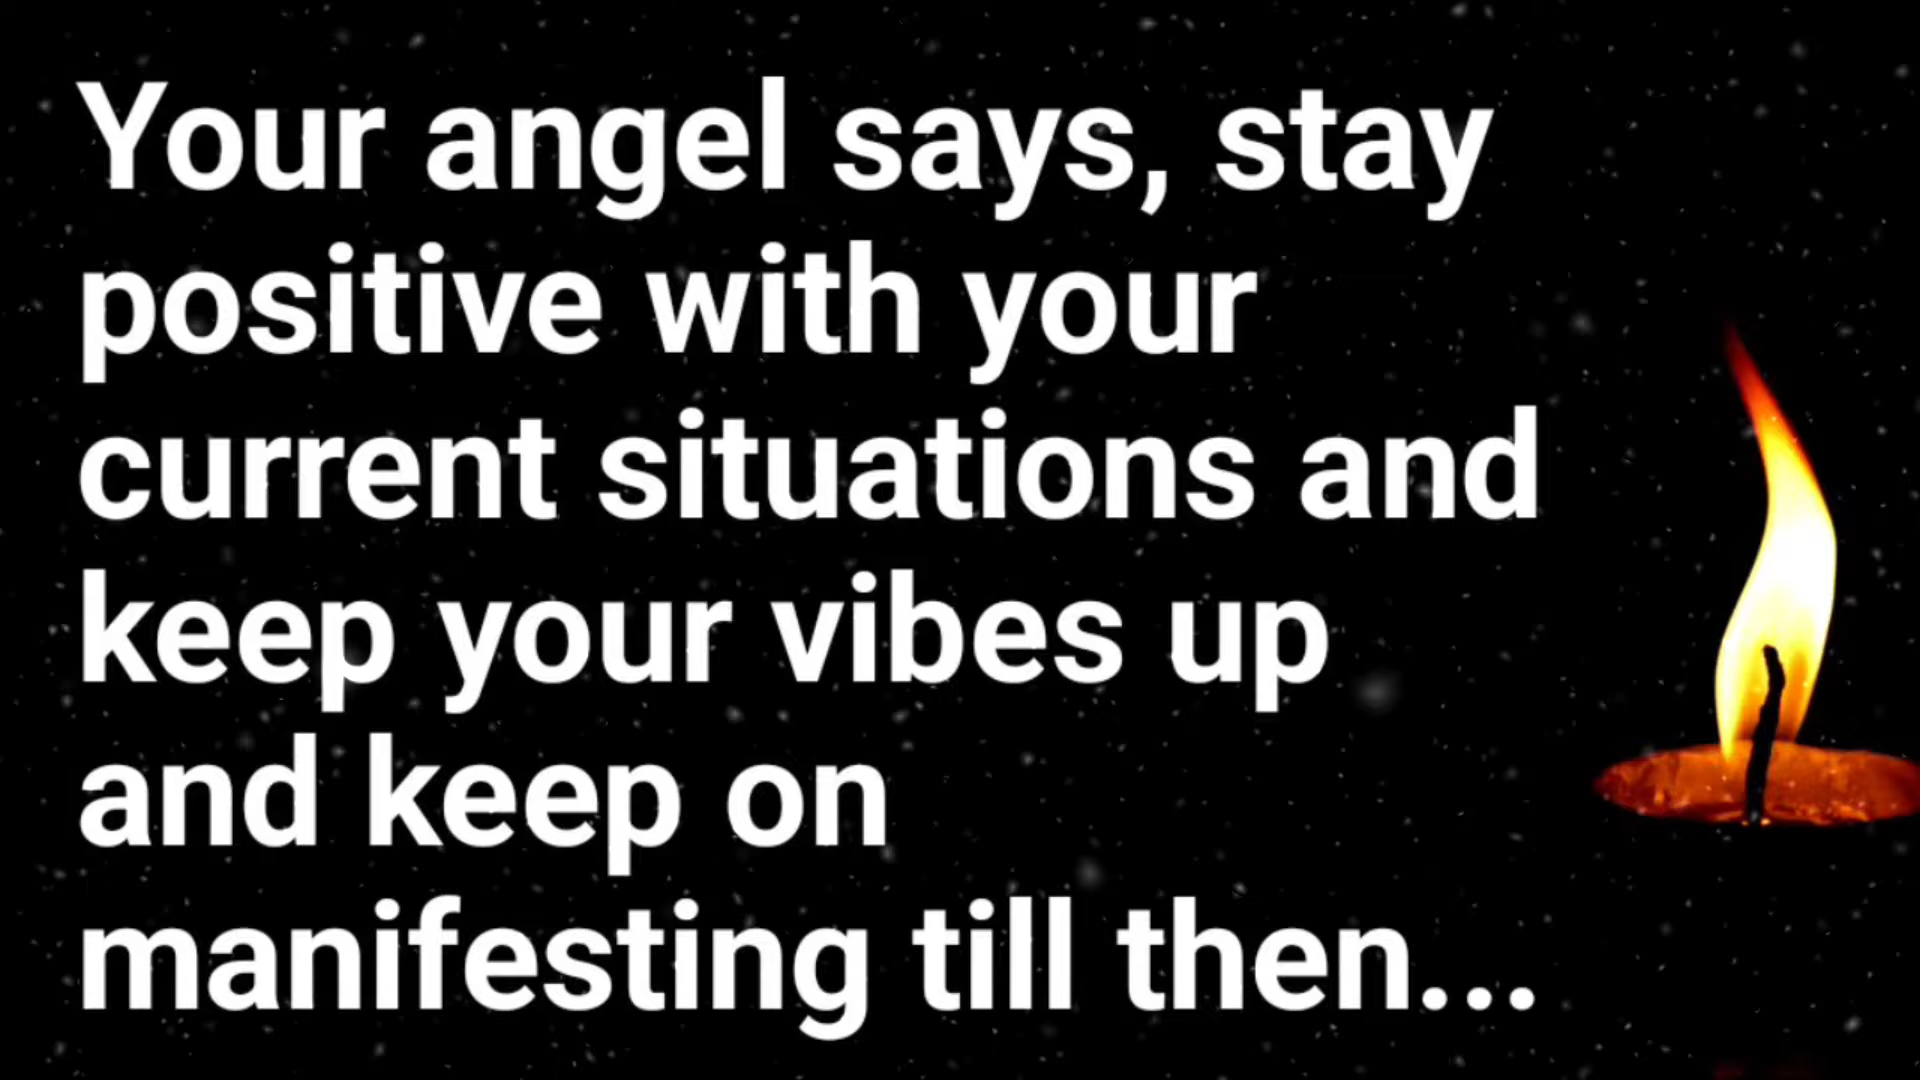 Your angel says, stay
positive with your
current situations and
keep your vibes up
and keep on
manifesting till then...